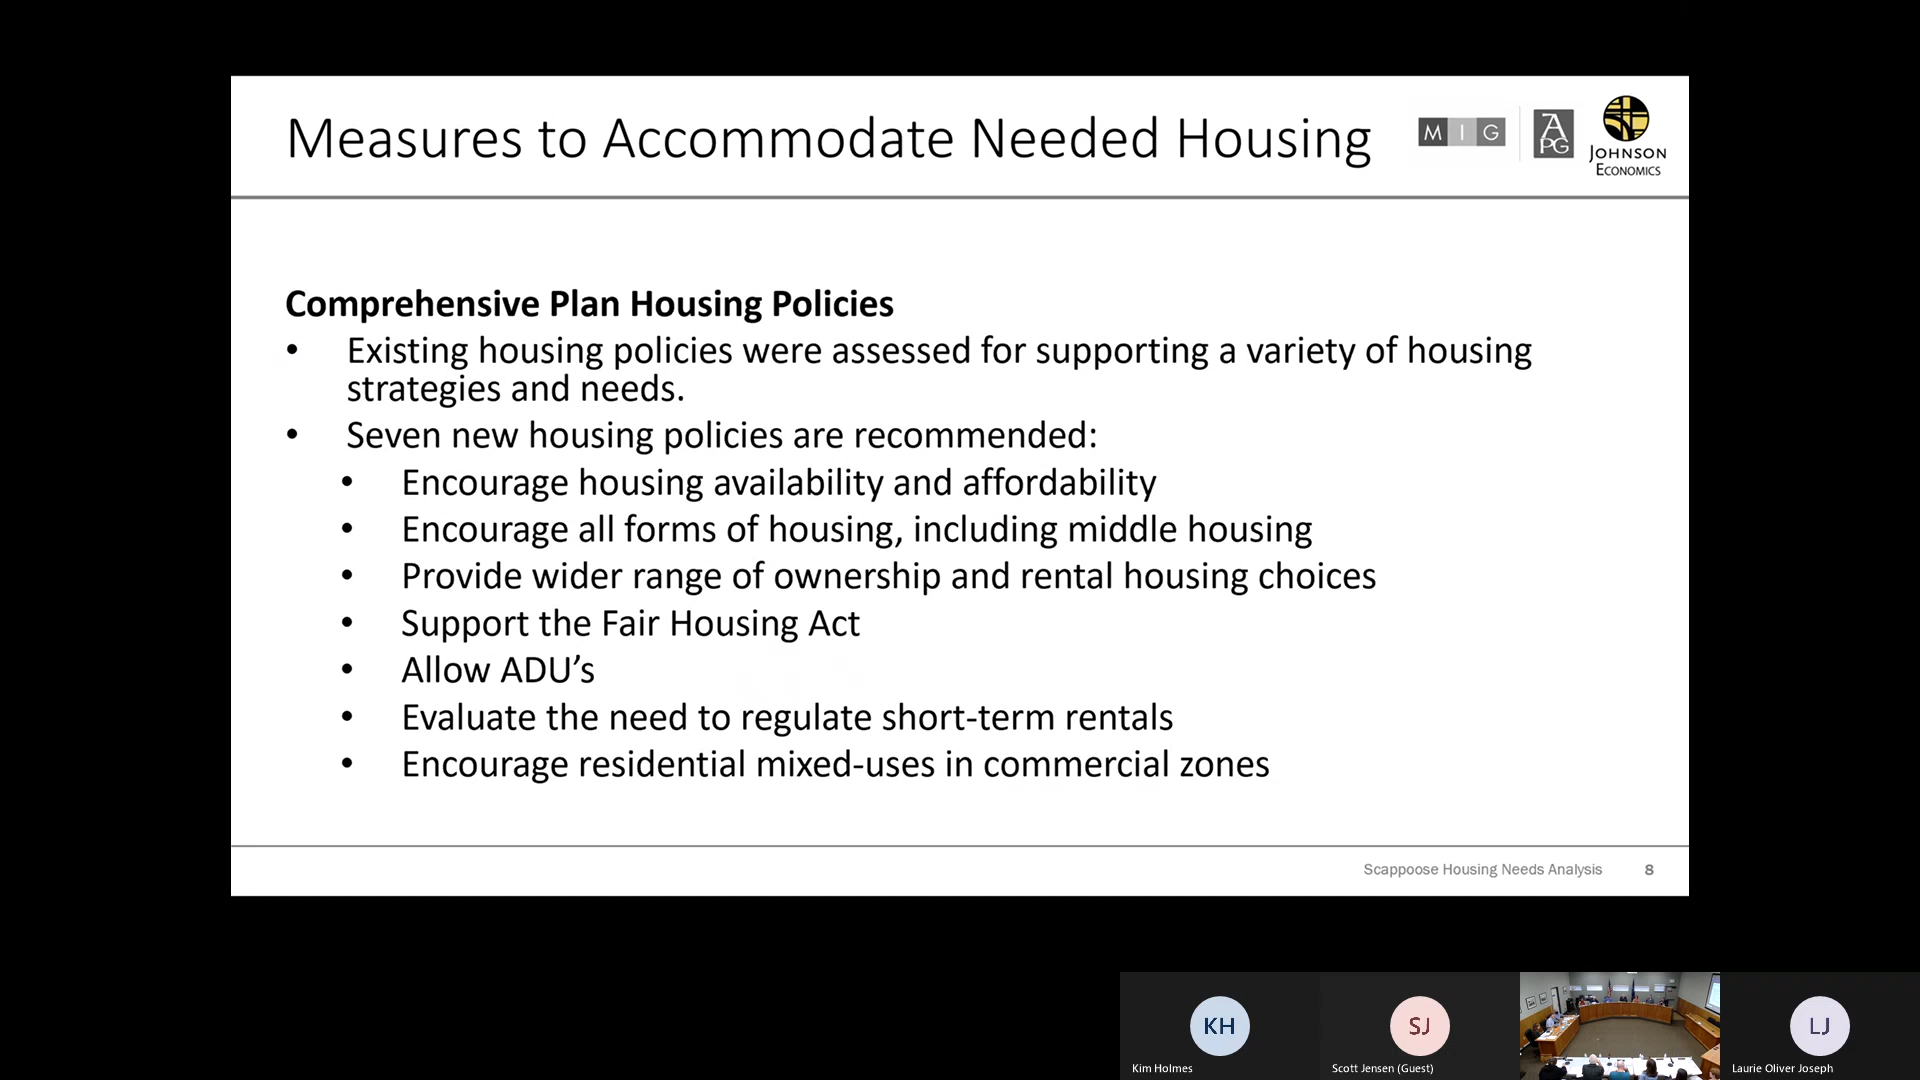 Measures to Accommodate Needed Housing
M I G
APG
JOHNSON
ECONOMICS
Comprehensive Plan Housing Policies
• Existing housing policies were assessed for supporting a variety of housing
strategies and needs.
• Seven new housing policies are recommended:
• Encourage housing availability and affordability
• Encourage all forms of housing, including middle housing
• Provide wider range of ownership and rental housing choices
• Support the Fair Housing Act
• Allow ADU’s
• Evaluate the need to regulate short-term rentals
• Encourage residential mixed-uses in commercial zones
Scappoose Housing Needs Analysis 8
KH
SJ
LJ
Kim Holmes
Scott Jensen (Guest)
Laurie Oliver Joseph